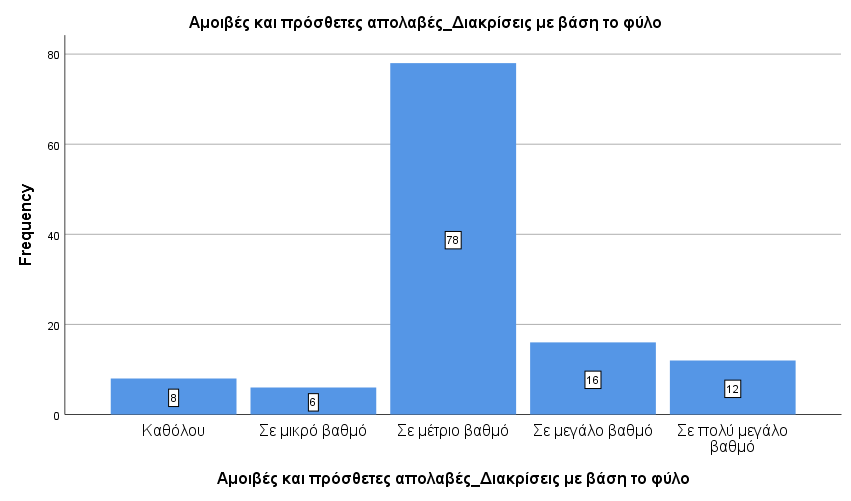 Αμοιβές και πρόσθετες απολαβές_Διακρίσεις με βάση το φύλο
80
60
40
20
0
Frequency
8
6
78
16
12
Καθόλου
Σε μικρό βαθμό
Σε μέτριο βαθμό
Σε μεγάλο βαθμό
Σε πολύ μεγάλο
βαθμό
Αμοιβές και πρόσθετες απολαβές_Διακρίσεις με βάση το φύλο